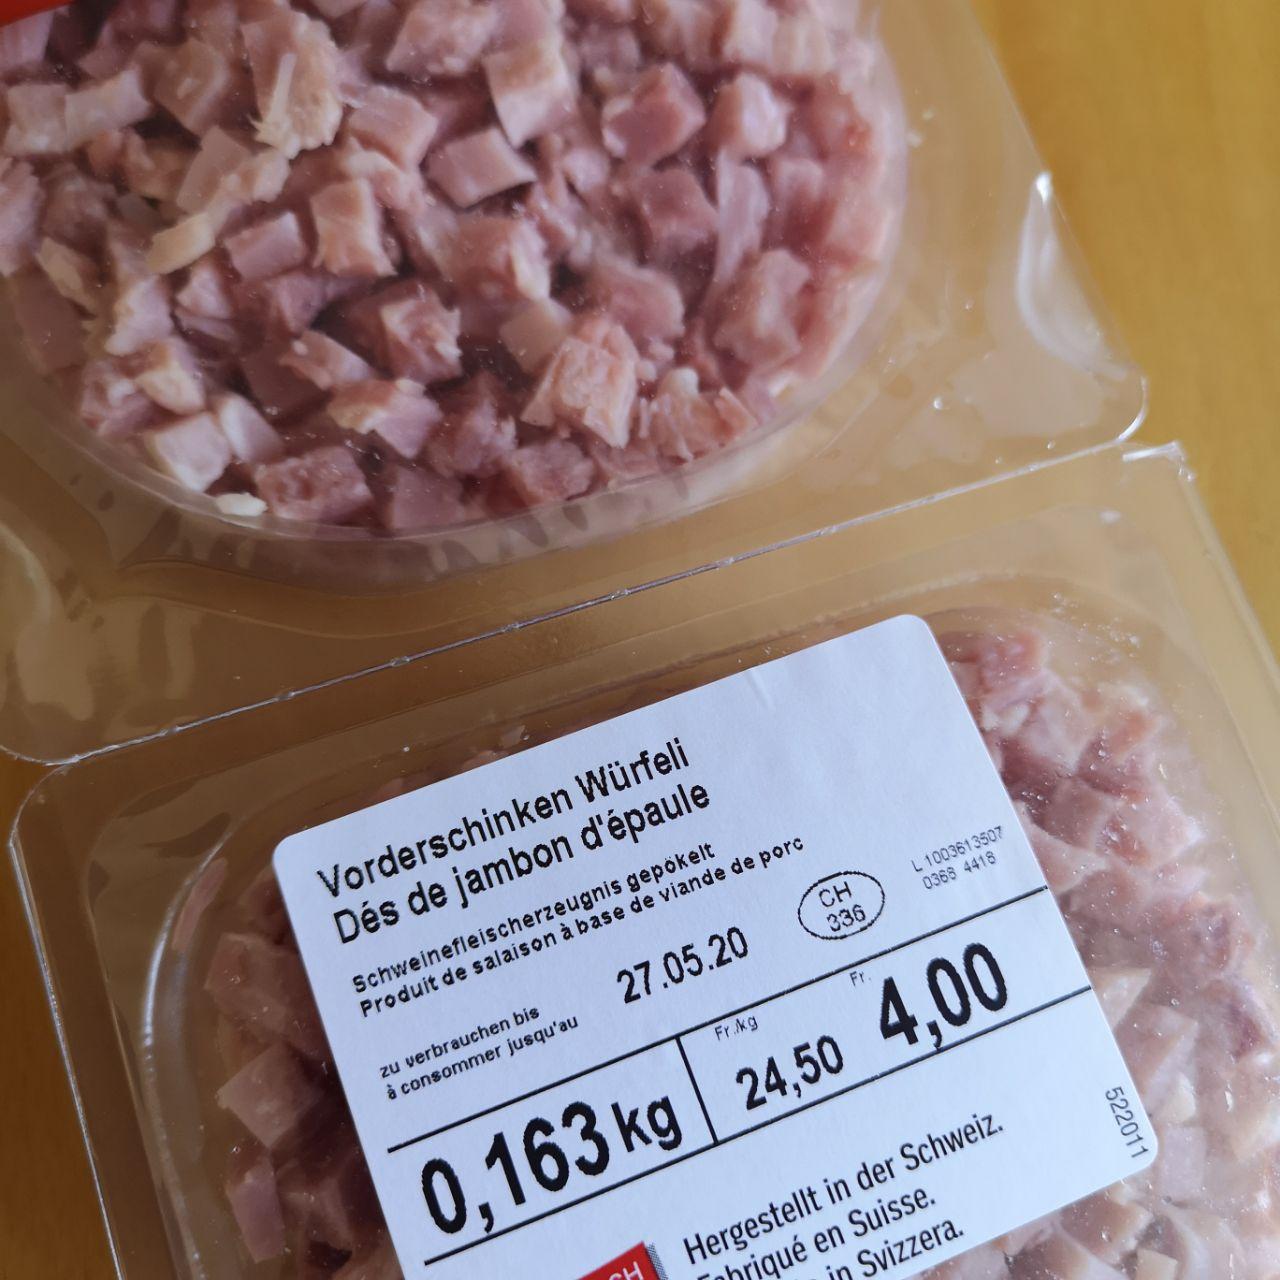 Vorderschinken Würfeli
Dés de jambon d'épaule
Schweinefleischerzeugnis gepökelt
Produit de salaison à base de viande de porc
zu verbrauchen bis
à consommer jusqu'au
27.05.20
CH
336
L 1003613507
0368 4418
0,163 kg
Fr./kg
24,50
Fr.
4,00
522011
Hergestellt in der Schweiz.
Fabriqué en Suisse.
in Svizzera.